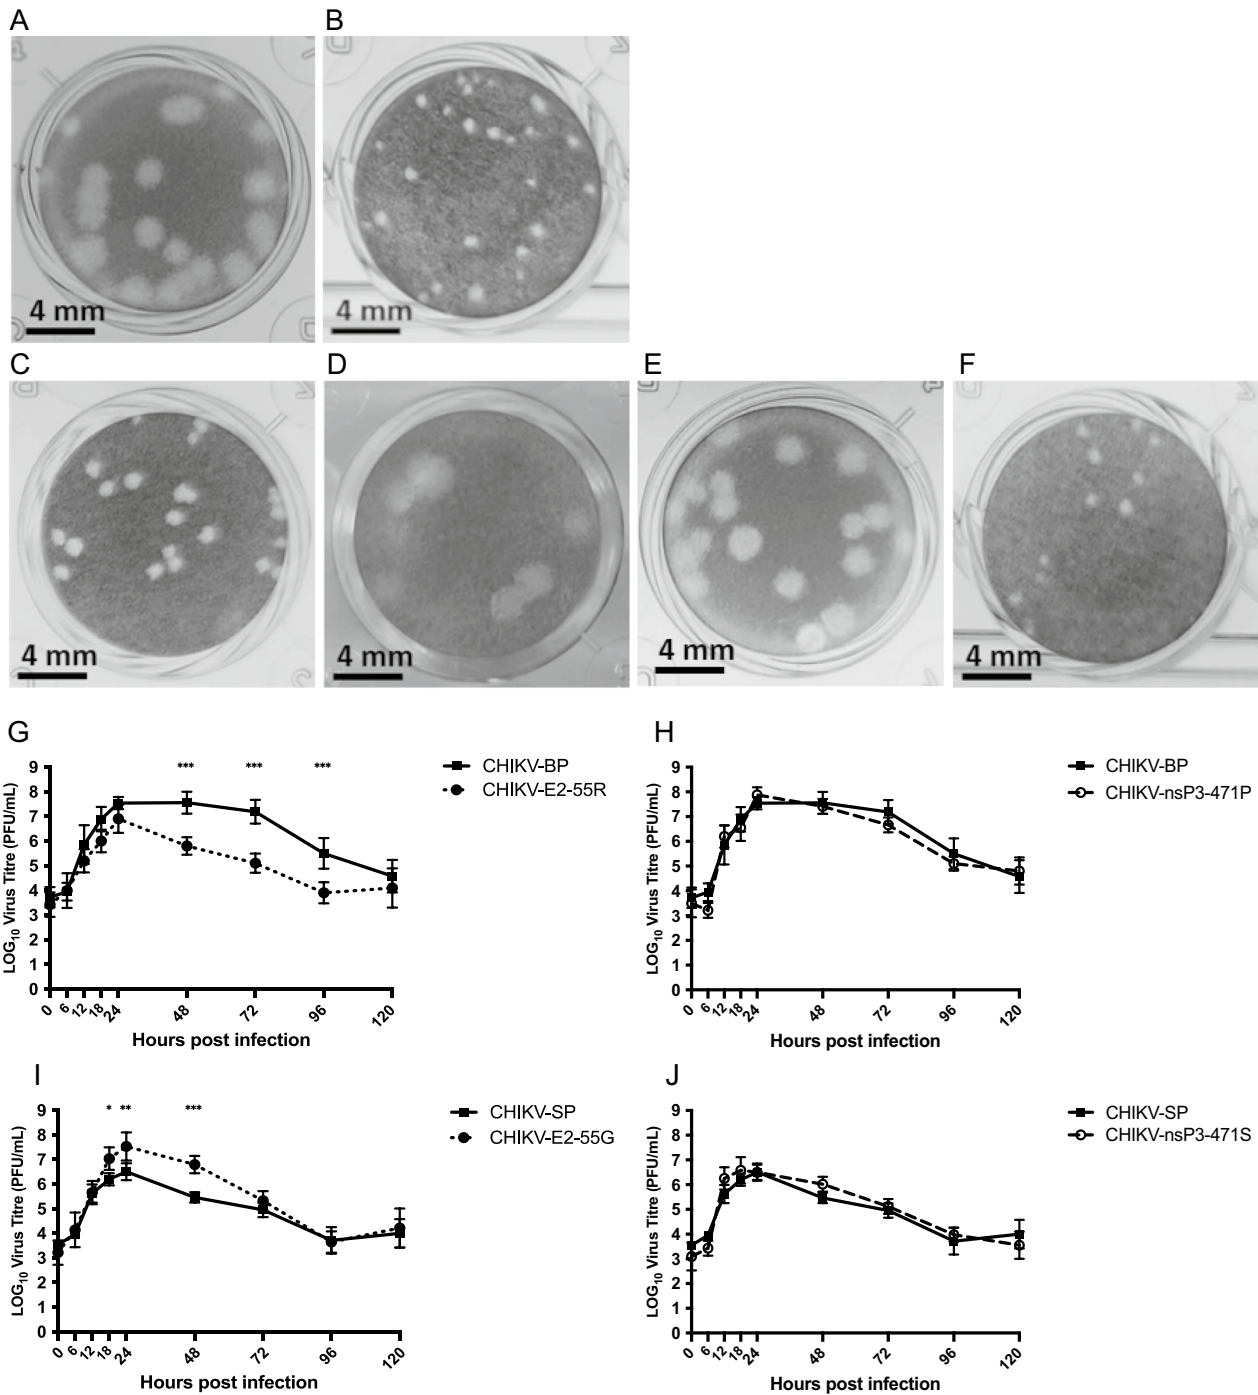 A
B
4 mm
4 mm
C
D
E
F
4 mm
4 mm
4 mm
4 mm
G
*** *** ***
CHIKV-BP
CHIKV-E2-55R
LOG10 Virus Titre (PFU/mL)
9
8
7
6
5
4
3
2
1
0
0 6 12 18 24 48 72 96 120
Hours post infection
H
CHIKV-BP
CHIKV-nsP3-471P
LOG10 Virus Titre (PFU/mL)
9
8
7
6
5
4
3
2
1
0
0 6 12 18 24 48 72 96 120
Hours post infection
I
* ** ***
CHIKV-SP
CHIKV-E2-55G
LOG10 Virus Titre (PFU/mL)
9
8
7
6
5
4
3
2
1
0
0 6 12 18 24 48 72 96 120
Hours post infection
J
CHIKV-SP
CHIKV-nsP3-471S
LOG10 Virus Titre (PFU/mL)
9
8
7
6
5
4
3
2
1
0
0 6 12 18 24 48 72 96 120
Hours post infection